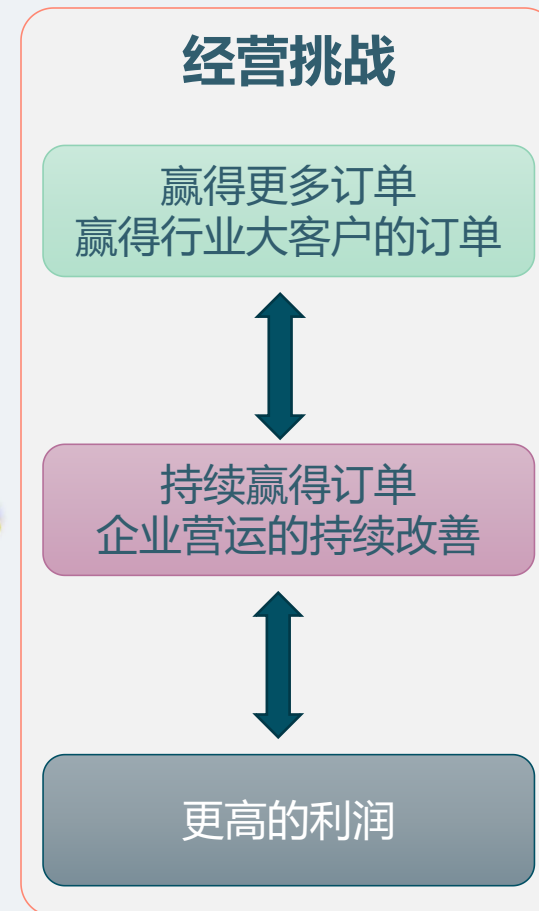 经营挑战
赢得更多订单
赢得行业大客户的订单
持续赢得订单
企业营运的持续改善
更高的利润